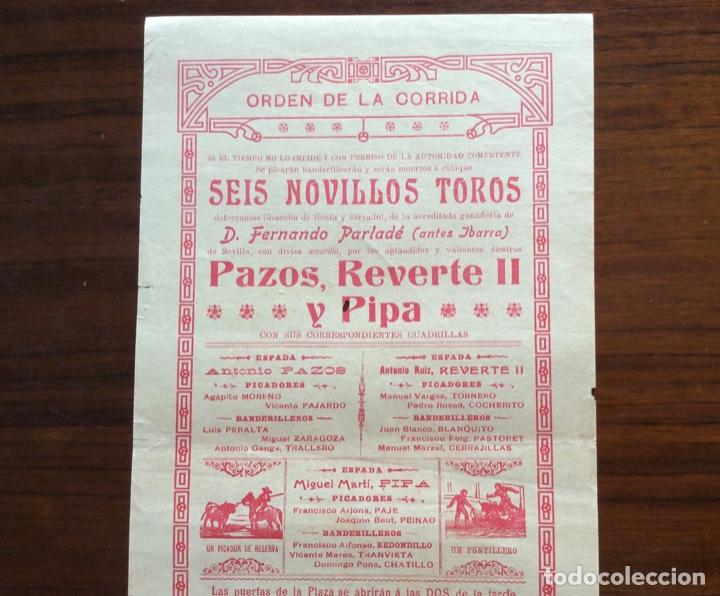 ORDEN DE LA CORRIDA
SI EL TIEMPO NO LO IMPIDE Y CON PERMISO DE LA AUTORIDAD COMPETENTE
Se picarán banderillearán y serán muertos á estoque
SEIS NOVILLOS TOROS
defectuosos (desecho de tienta y cerrado), de la acreditada ganadería de
D. Fernando Parladé (antes Ibarra)
de Sevilla, con divisa amarilla, por los aplaudidos y valientes diestros
Pazos, Reverte II
y Pipa
CON SUS CORRESPONDIENTES CUADRILLAS
ESPADA
Antonio PAZOS
PICADORES
Agapito MORENO
Vicente FAJARDO
BANDERILLEROS
Luis PERALTA
Miguel ZARAGOZA
Antonio Ganga, TRALLERO
ESPADA
Antonio Ruiz, REVERTE II
PICADORES
Manuel Vargas, TORNERO
Pedro Rosell, COCHERITO
BANDERILLEROS
Juan Blanco, BLANQUITO
Francisco Folg, PASTORET
Manuel Marzal, CERRAJILLAS
ESPADA
Miguel Martí, PIPA
PICADORES
Francisco Arjona, PAJE
Joaquín Beut, PEINAO
BANDERILLEROS
Francisco Alfonso, REDONDILLO
Vicente Mares, TRANVIETA
Domingo Pons, CHATILLO
UN PICADOR DE RESERVA
UN PUNTILLERO
Las puertas de la Plaza se abrirán á las DOS de la tarde
todocoleccion.net